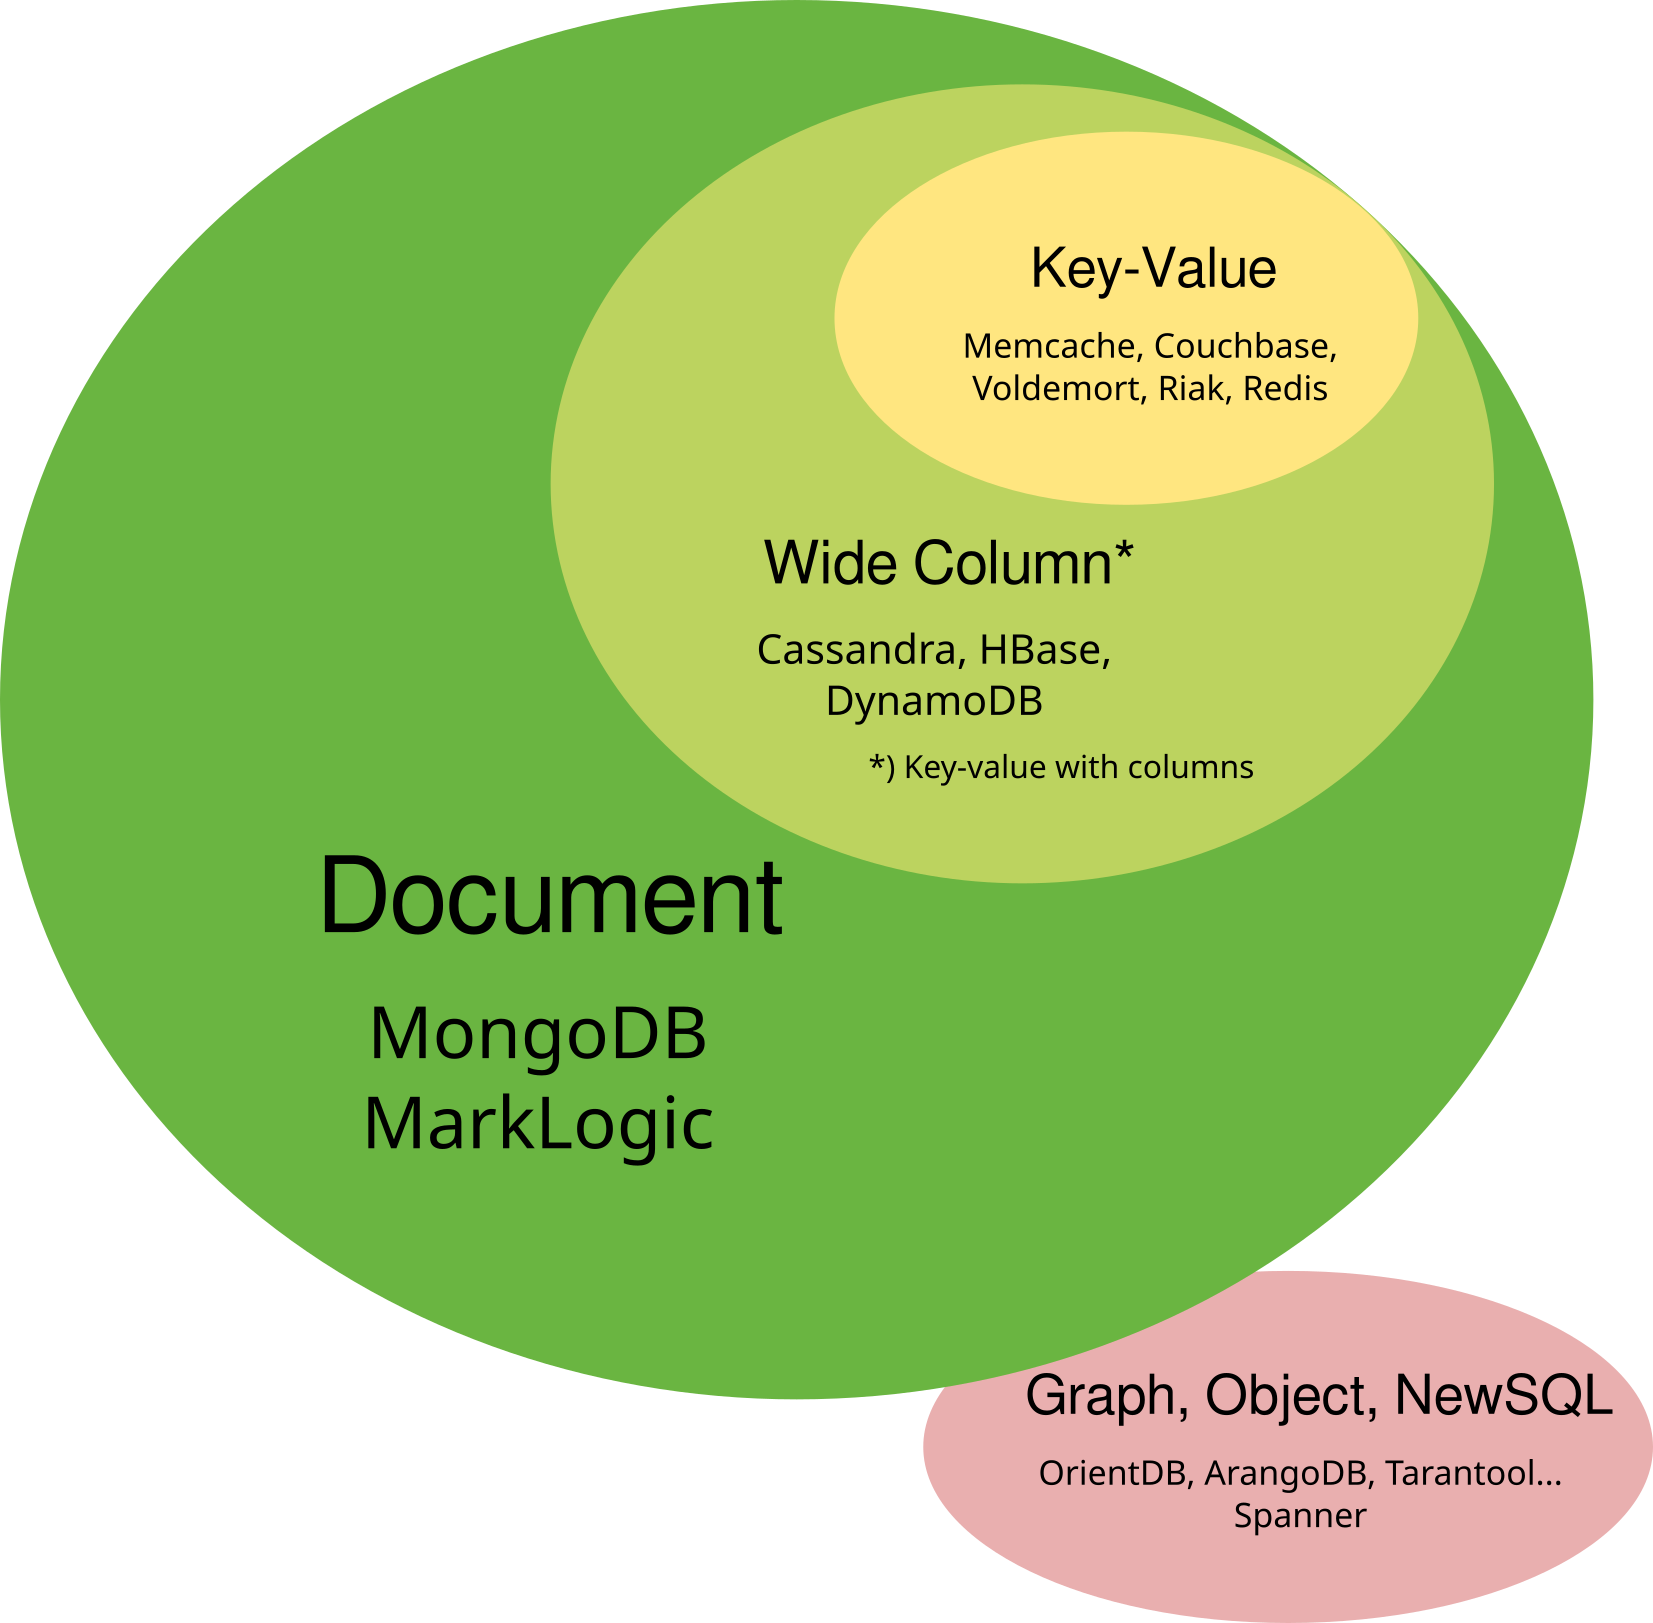 Key-Value
Memcache, Couchbase,
Voldemort, Riak, Redis
Wide Column*
Cassandra, HBase,
DynamoDB
*) Key-value with columns
Document
MongoDB
MarkLogic
Graph, Object, NewSQL
OrientDB, ArangoDB, Tarantool...
Spanner